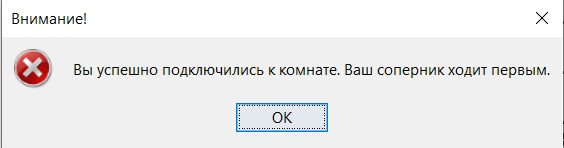 Внимание!
Вы успешно подключились к комнате. Ваш соперник ходит первым.
OK